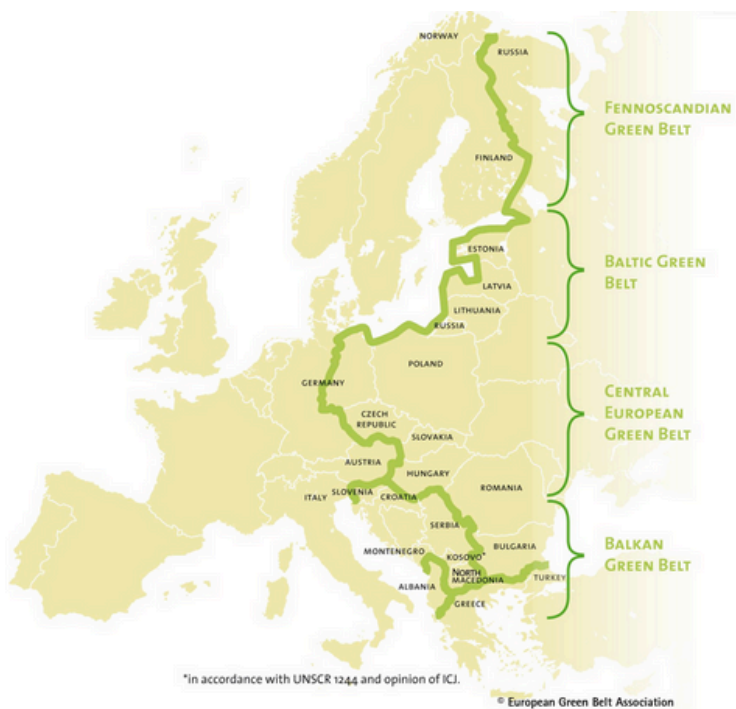 NORWAY
RUSSIA
FENNOSCANDIAN
GREEN BELT
FINLAND
ESTONIA
BALTIC GREEN
BELT
LATVIA
LITHUANIA
RUSSIA
POLAND
GERMANY
CENTRAL
EUROPEAN
GREEN BELT
CZECH
REPUBLIC
SLOVAKIA
AUSTRIA
HUNGARY
ROMANIA
ITALY
SLOVENIA
CROATIA
SERBIA
BALKAN
GREEN BELT
MONTENEGRO
KOSOVO*
BULGARIA
NORTH
MACEDONIA
TURKEY
ALBANIA
GREECE
*in accordance with UNSCR 1244 and opinion of ICJ.
© European Green Belt Association